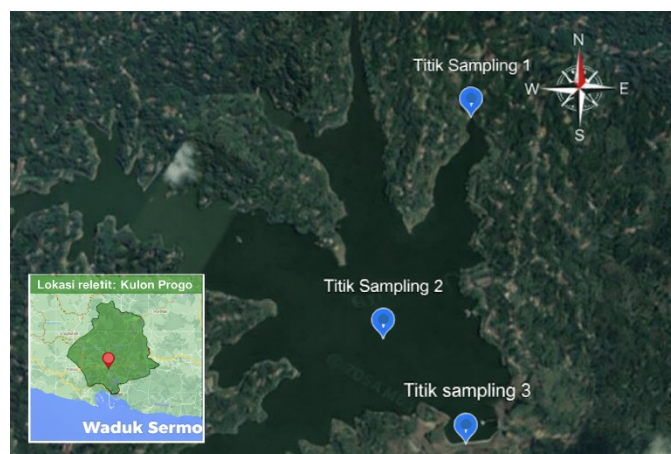 Titik Sampling 1
N
W E
S
Titik Sampling 2
Lokasi reletit: Kulon Progo
Titik sampling 3
Waduk Sermo